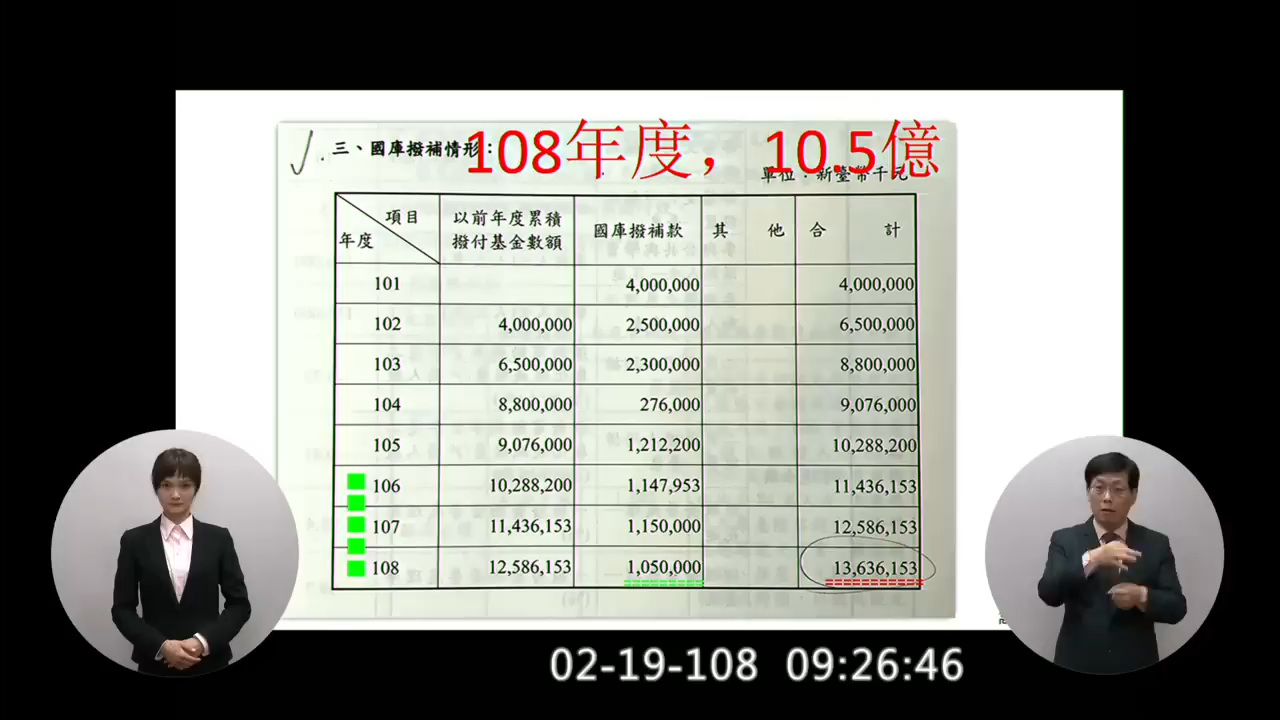 108年度，10.5億
三、國庫撥補情形：
單位：新臺幣千元
項目 年度 以前年度累積撥付基金數額 國庫撥補款 其他 合計
101 4,000,000 4,000,000
102 4,000,000 2,500,000 6,500,000
103 6,500,000 2,300,000 8,800,000
104 8,800,000 276,000 9,076,000
105 9,076,000 1,212,200 10,288,200
106 10,288,200 1,147,953 11,436,153
107 11,436,153 1,150,000 12,586,153
108 12,586,153 1,050,000 13,636,153
02-19-108 09:26:46